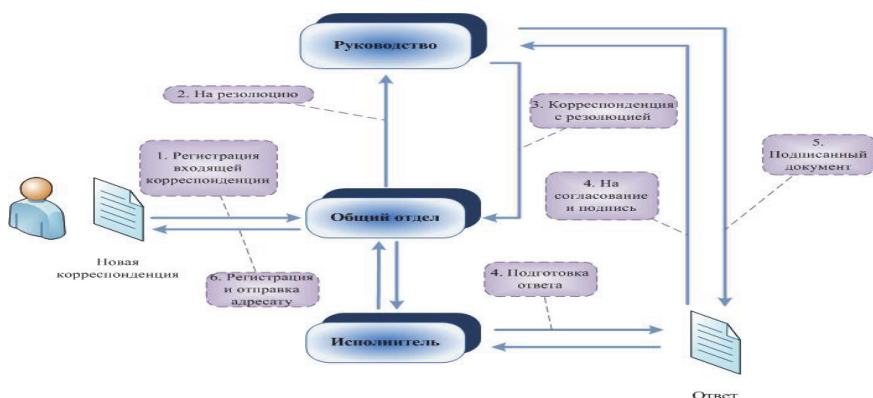 Руководство
2. На резолюцию
3. Корреспонденция
с резолюцией
5.
Подписанный
документ
1. Регистрация
входящей
корреспонденции
4. На
согласование
и подпись
Общий отдел
Новая
корреспонденция
6. Регистрация
и отправка
адресату
4. Подготовка
ответа
Исполнитель
Ответ